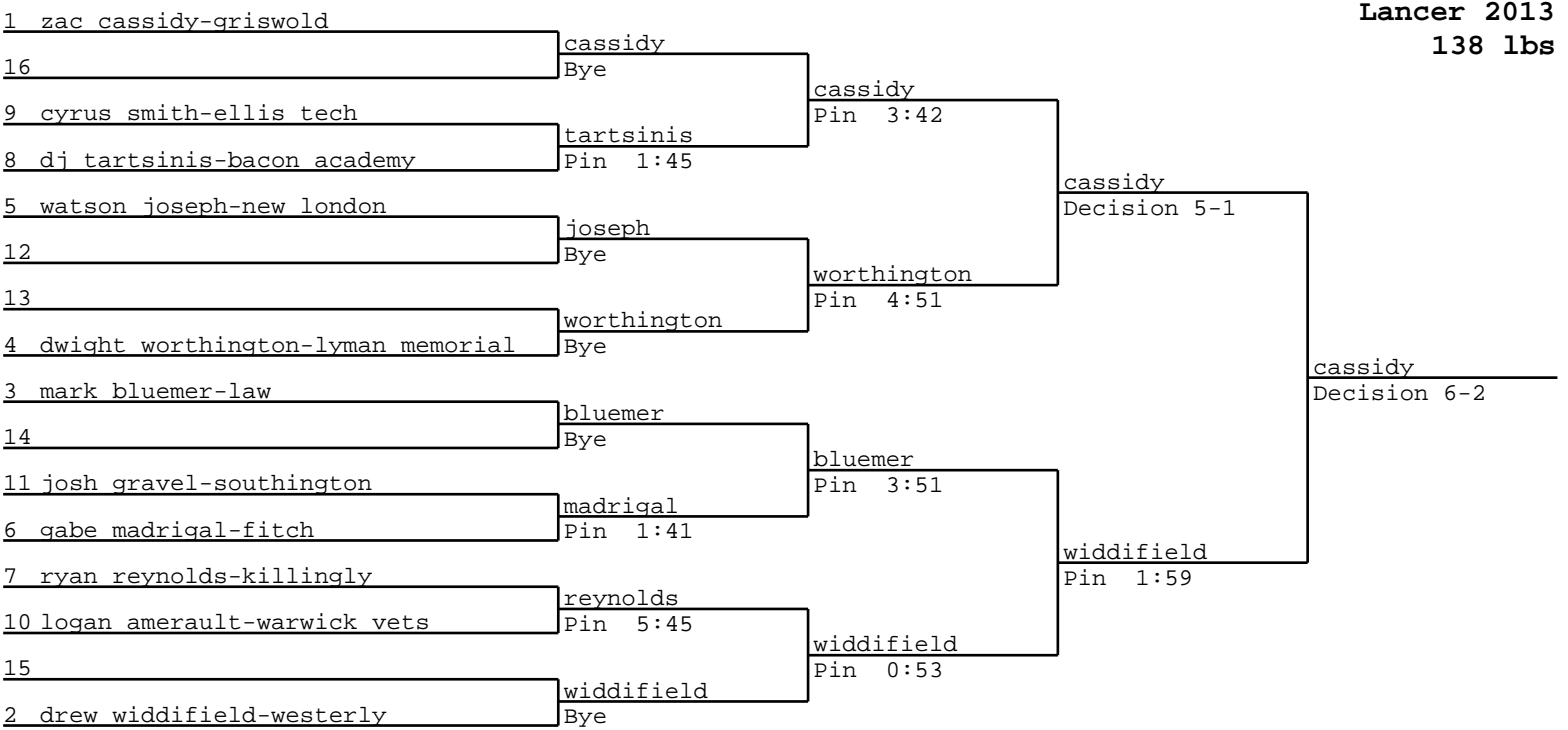 Lancer 2013
138 lbs
1 zac cassidy-griswold
16
9 cyrus smith-ellis tech
8 dj tartsinis-bacon academy
5 watson joseph-new london
12
13
4 dwight worthington-lyman memorial
3 mark bluemer-law
14
11 josh gravel-southington
6 gabe madrigal-fitch
7 ryan reynolds-killingly
10 logan amerault-warwick vets
15
2 drew widdifield-westerly
cassidy
Bye
tartsinis
Pin 1:45
joseph
Bye
worthington
Bye
bluemer
Bye
madrigal
Pin 1:41
reynolds
Pin 5:45
widdifield
Bye
cassidy
Pin 3:42
worthington
Pin 4:51
bluemer
Pin 3:51
widdifield
Pin 0:53
cassidy
Decision 5-1
widdifield
Pin 1:59
cassidy
Decision 6-2